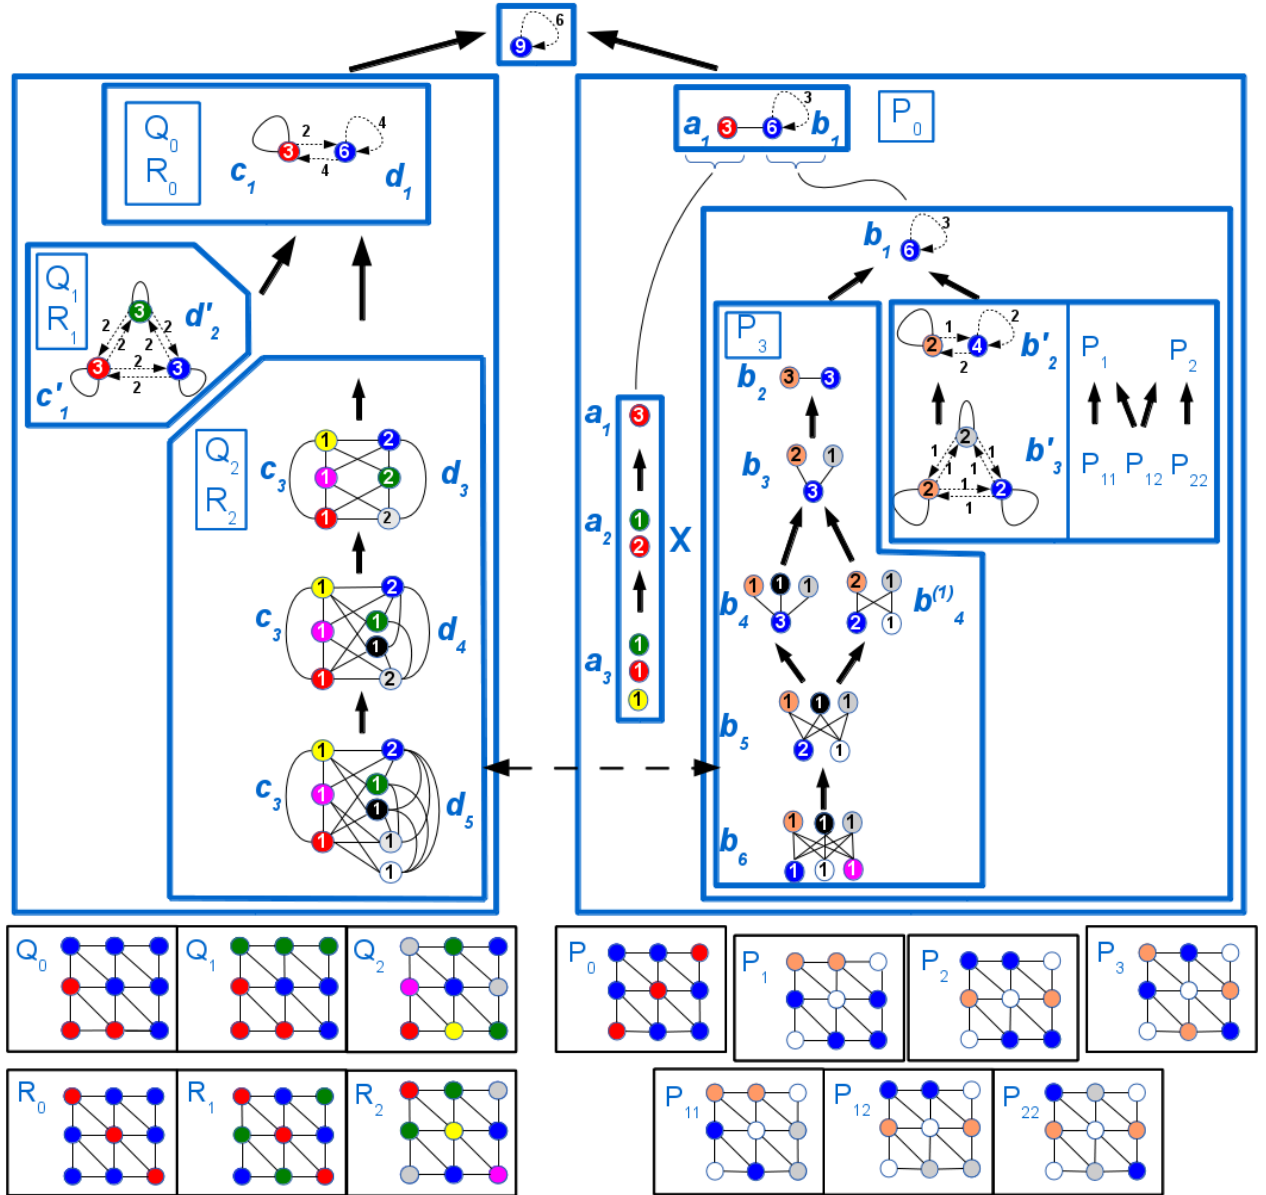 9 6
Q0
R0
c1 3 2 4 6 4 d1
a1 3 6 3 b1
P0
Q1
R1
3 d'2
2 2 2 2
3 2 3
2
c'1
b1 6 3
P3
b2 3 3
2 1 2 4 2 b'2
2
P1 P2
a1 3
Q2
R2
c3 1 2 d3
1 2
1 2
b3 2 1
3
2 b'3
1 1 1 1
2 1 2
1
P11 P12 P22
a2 1
2
X
c3 1 2 d4
1
1 1
1 2
b4 1 1 1
3
2 1 b(1)4
2 1
a3 1
1
1
b5 1 1 1
2 1
c3 1 2 d5
1 1
1
1 1
1
b6 1 1 1
1 1 1
Q0 Q1 Q2
P0 P1 P2 P3
R0 R1 R2
P11 P12 P22